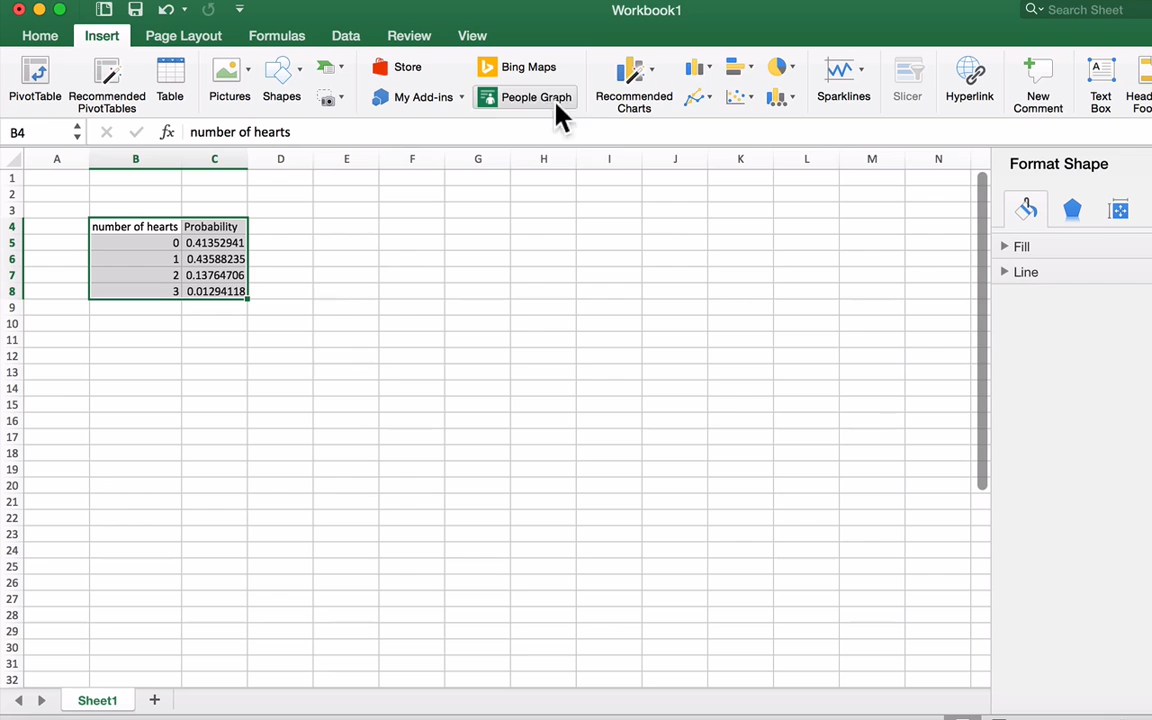 Workbook1
Search Sheet
Home Insert Page Layout Formulas Data Review View
PivotTable
Recommended PivotTables
Table
Pictures
Shapes
Store
My Add-ins
Bing Maps
People Graph
Recommended Charts
Sparklines
Slicer
Hyperlink
New Comment
Text Box
Head
Foo
B4 fx number of hearts
A B C D E F G H I J K L M N
Format Shape
1
2
3
4 number of hearts Probability
5 0 0.41352941
Fill
6 1 0.43588235
Line
7 2 0.13764706
8 3 0.01294118
9
10
11
12
13
14
15
16
17
18
19
20
21
22
23
24
25
26
27
28
29
30
31
32
Sheet1 +